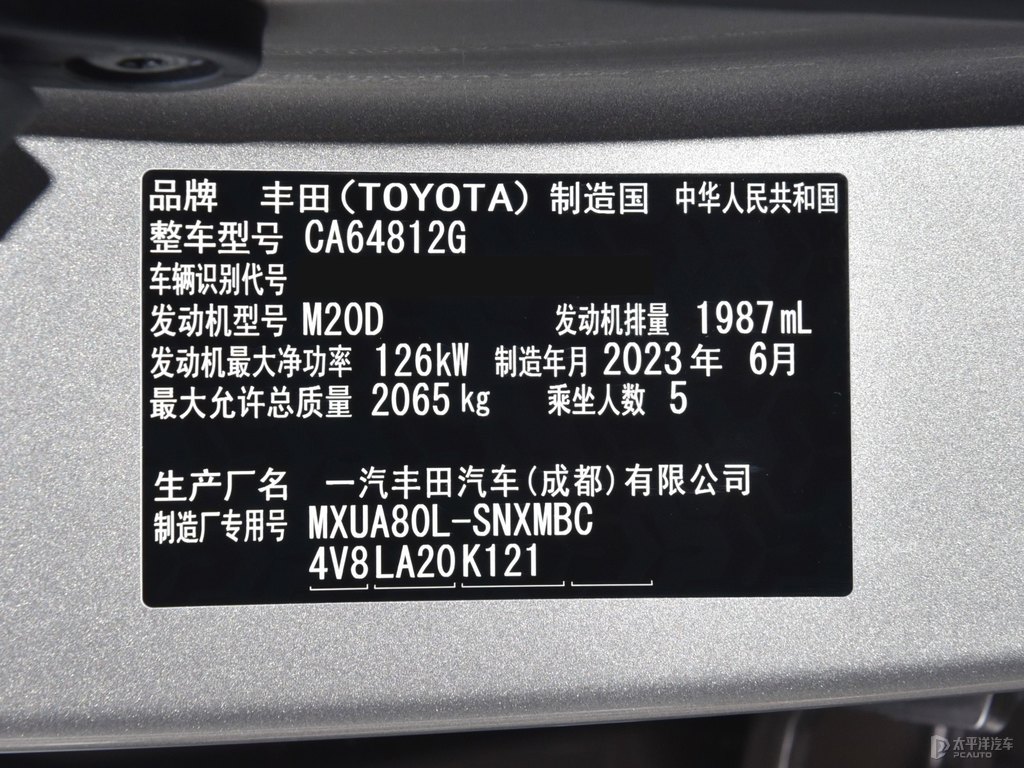 品牌 丰田(TOYOTA) 制造国 中华人民共和国
整车型号 CA64812G
车辆识别代号
发动机型号 M20D 发动机排量 1987mL
发动机最大净功率 126kW 制造年月 2023年 6月
最大允许总质量 2065kg 乘坐人数 5
生产厂名 一汽丰田汽车(成都)有限公司
制造厂专用号 MXUA80L-SNXMBC
4V8 LA20 K121
太平洋汽车
PCAUTO